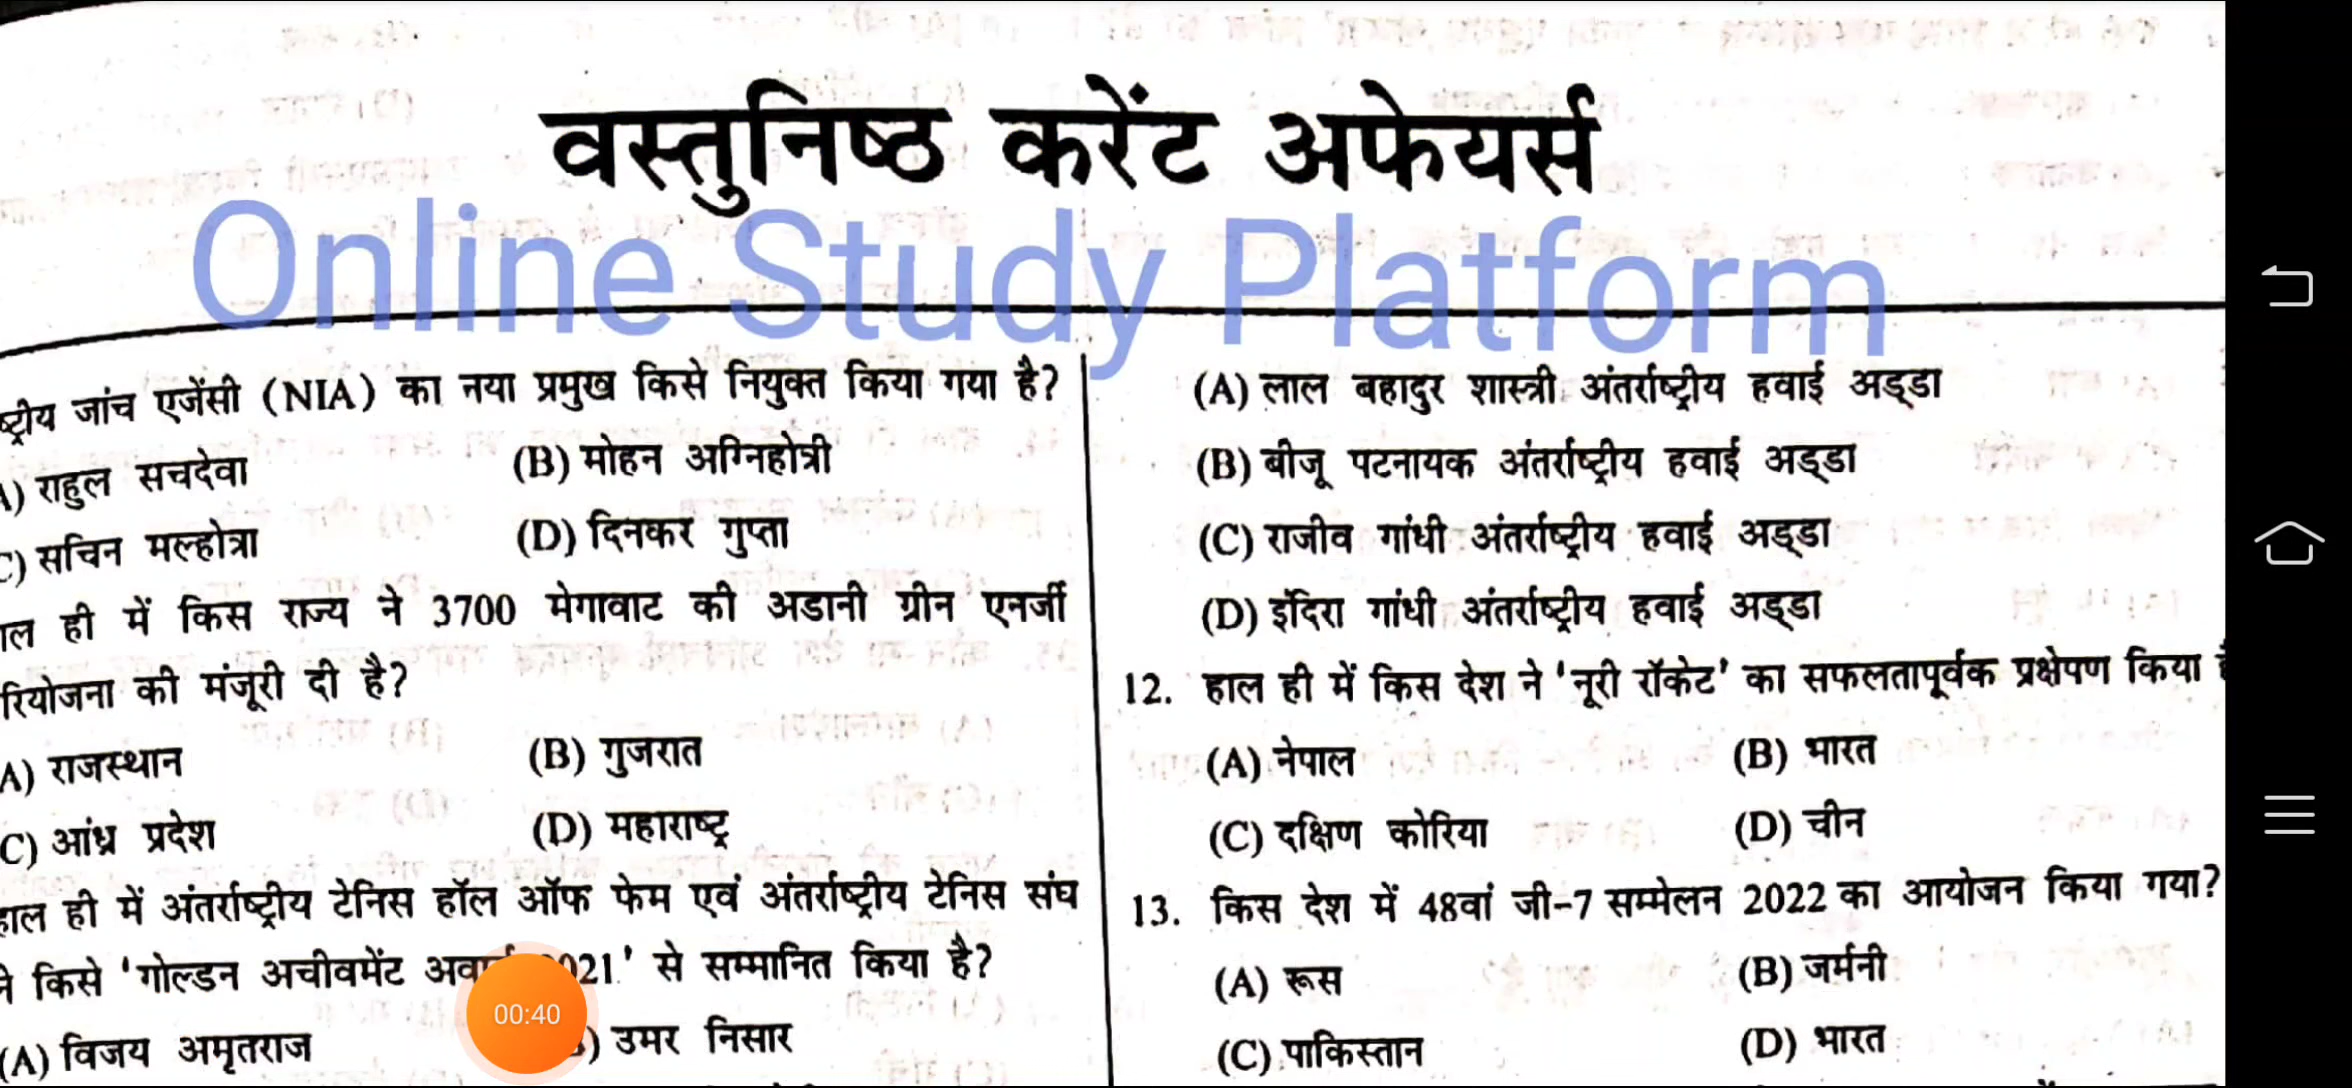 वस्तुनिष्ठ करेंट अफेयर्स
Online Study Platform
ष्ट्रीय जांच एजेंसी (NIA) का नया प्रमुख किसे नियुक्त किया गया है?
A) राहुल सचदेवा (B) मोहन अग्निहोत्री
C) सचिन मल्होत्रा (D) दिनकर गुप्ता
ल ही में किस राज्य ने 3700 मेगावाट की अडानी ग्रीन एनर्जी
रियोजना की मंजूरी दी है?
A) राजस्थान (B) गुजरात
C) आंध्र प्रदेश (D) महाराष्ट्र
हाल ही में अंतर्राष्ट्रीय टेनिस हॉल ऑफ फेम एवं अंतर्राष्ट्रीय टेनिस संघ
ने किसे 'गोल्डन अचीवमेंट 021' से सम्मानित किया है?
00:40
(A) विजय अमृतराज ) उमर निसार
(A) लाल बहादुर शास्त्री अंतर्राष्ट्रीय हवाई अड्डा
(B) बीजू पटनायक अंतर्राष्ट्रीय हवाई अड्डा
(C) राजीव गांधी अंतर्राष्ट्रीय हवाई अड्डा
(D) इंदिरा गांधी अंतर्राष्ट्रीय हवाई अड्डा
12. हाल ही में किस देश ने 'नूरी रॉकेट' का सफलतापूर्वक प्रक्षेपण किया
(A) नेपाल (B) भारत
(C) दक्षिण कोरिया (D) चीन
13. किस देश में 48वां जी-7 सम्मेलन 2022 का आयोजन किया गया?
(A) रूस (B) जर्मनी
(C) पाकिस्तान (D) भारत